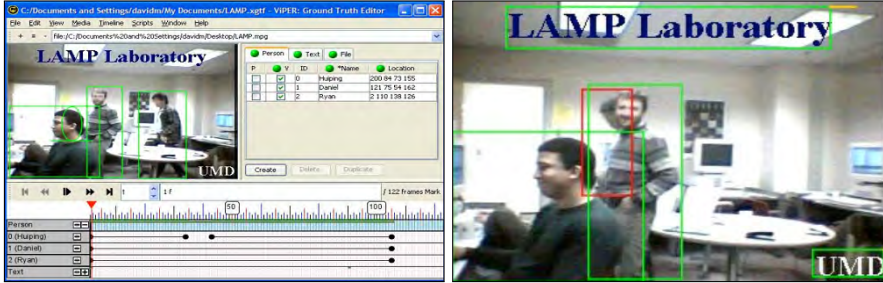 C:/Documents and Settings/davidm/My Documents/LAMP.xgtf - ViPER: Ground Truth Editor
File Edit View Media Timeline Scripts Window Help
+ = - file:/C:/Documents%20and%20Settings/davidm/Desktop/LAMP.mpg
LAMP Laboratory
UMD
Person Text File
P V ID *Name Location
0 Huiping 200 84 73 155
1 Daniel 121 75 54 162
2 Ryan 2 110 138 126
Create Delete Duplicate
1 1 f / 122 frames Mark
50 100
Person
0 (Huiping)
1 (Daniel)
2 (Ryan)
Text
LAMP Laboratory
UMD